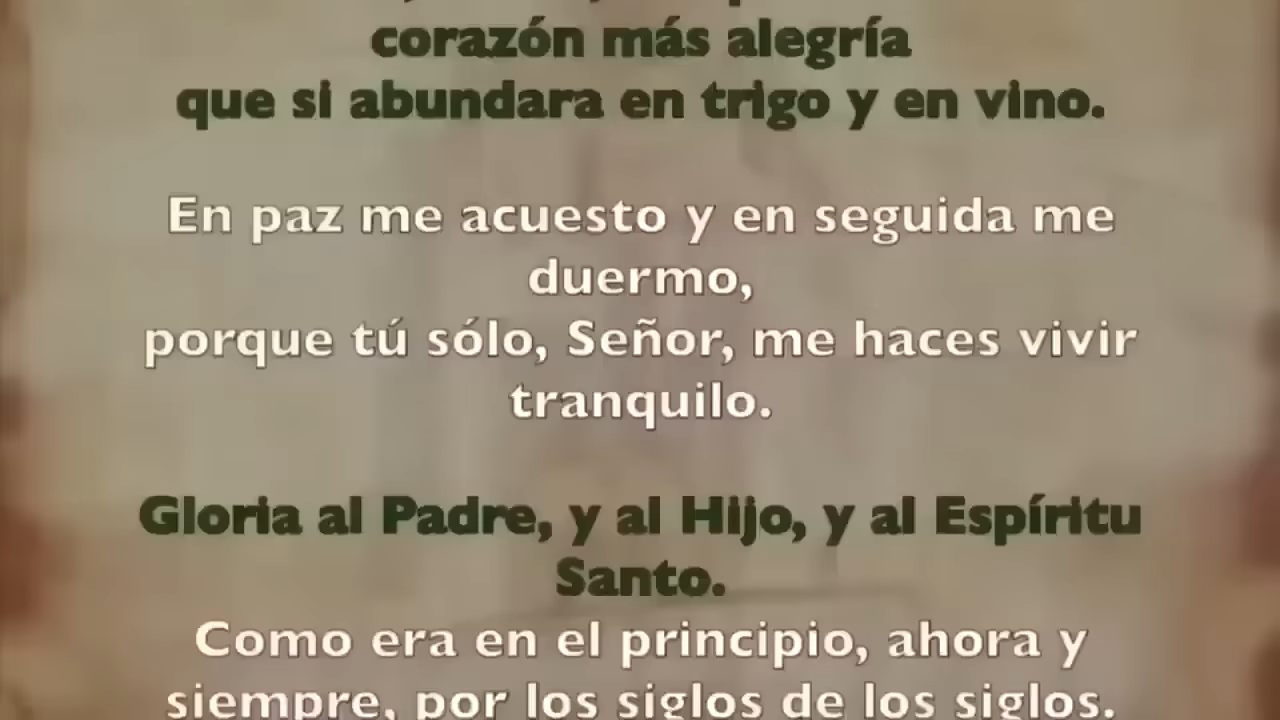 corazón más alegría
que si abundara en trigo y en vino.
En paz me acuesto y en seguida me
duermo,
porque tú sólo, Señor, me haces vivir
tranquilo.
Gloria al Padre, y al Hijo, y al Espíritu
Santo.
Como era en el principio, ahora y
siempre, por los siglos de los siglos.